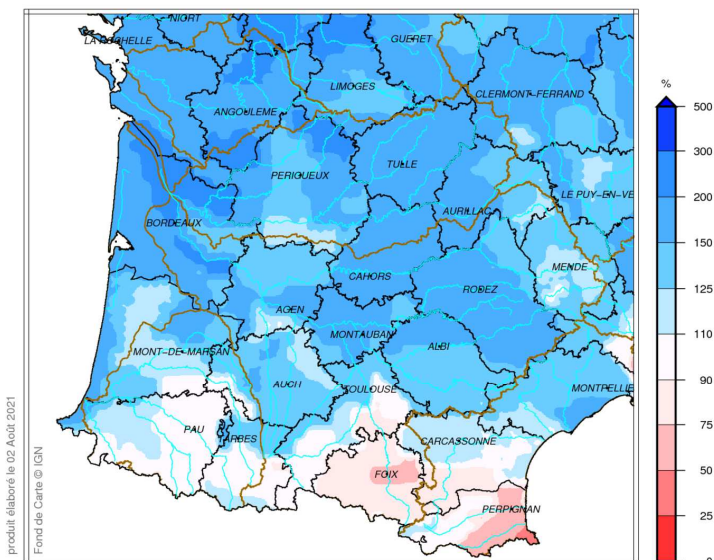 NIORT
LA ROCHELLE
GUERET
LIMOGES
CLERMONT-FERRAND
ANGOULEME
TULLE
PERIGUEUX
LE PUY-EN-VE
AURILLAC
BORDEAUX
MENDE
CAHORS
RODEZ
AGEN
MONTAUBAN
ALBI
MONT-DE-MARSAN
AUCH
TOULOUSE
MONTPELLIE
PAU
TARBES
CARCASSONNE
FOIX
PERPIGNAN
%
500
300
200
150
125
110
90
75
50
25
produit élaboré le 02 Août 2021
Fond de Carte © IGN